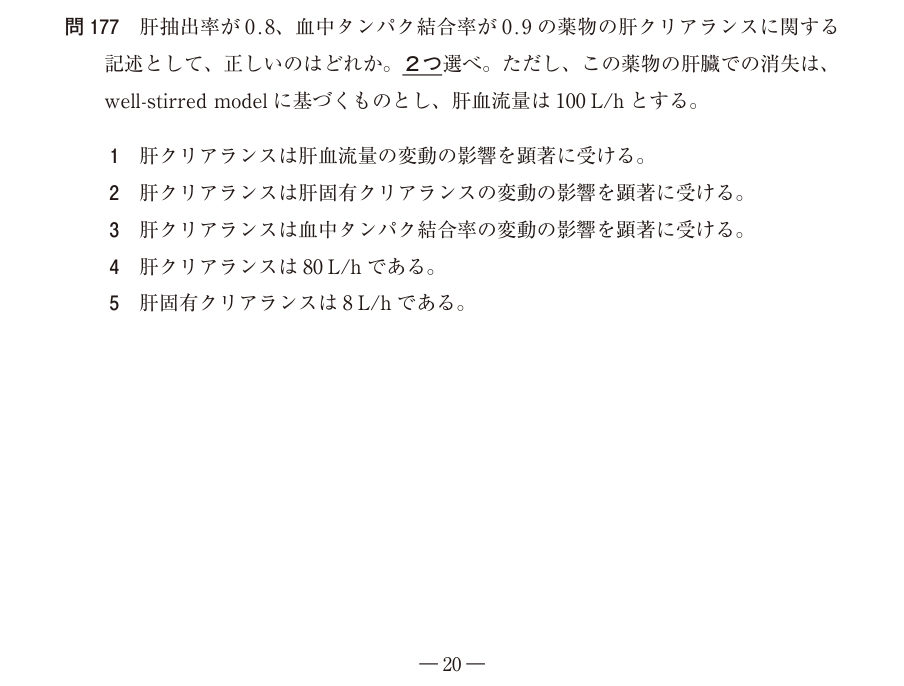 問 177 肝抽出率が 0.8、血中タンパク結合率が 0.9 の薬物の肝クリアランスに関する
記述として、正しいのはどれか。2つ選べ。ただし、この薬物の肝臓での消失は、
well-stirred model に基づくものとし、肝血流量は 100 L/h とする。
1 肝クリアランスは肝血流量の変動の影響を顕著に受ける。
2 肝クリアランスは肝固有クリアランスの変動の影響を顕著に受ける。
3 肝クリアランスは血中タンパク結合率の変動の影響を顕著に受ける。
4 肝クリアランスは 80 L/h である。
5 肝固有クリアランスは 8 L/h である。
— 20 —